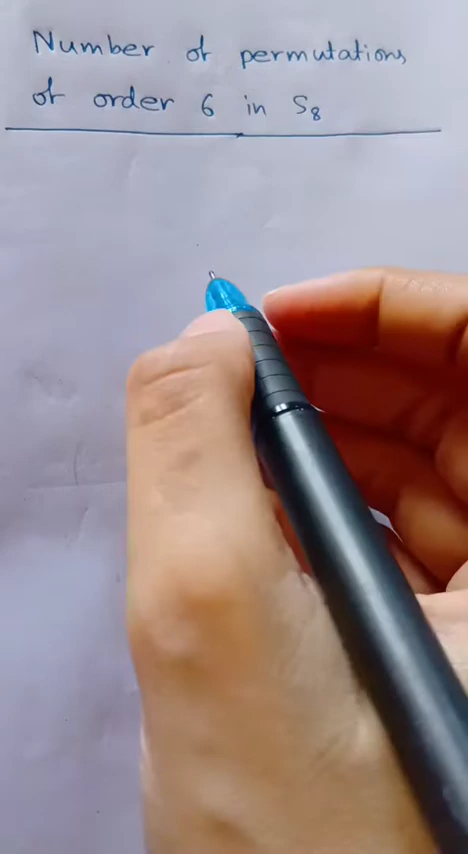 Number of permutations
of order 6 in S₈